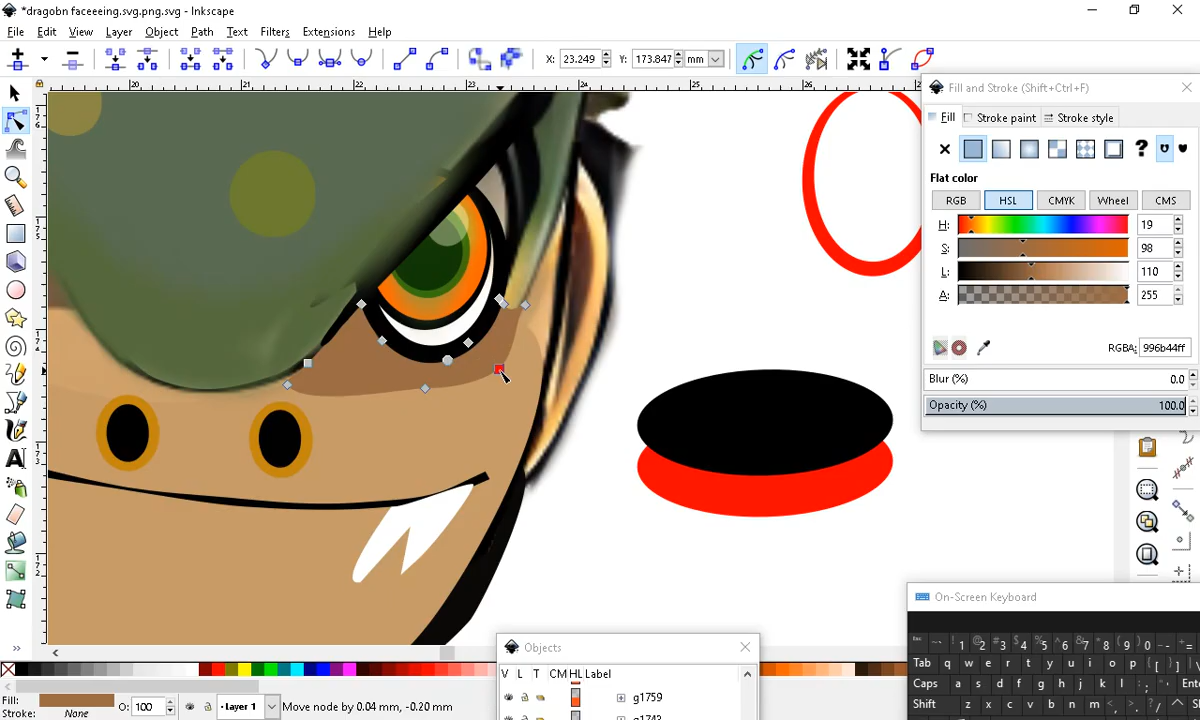 *dragobn faceeeing.svg.png.svg - Inkscape
File Edit View Layer Object Path Text Filters Extensions Help
X: 23.249 Y: 173.847 mm
Fill and Stroke (Shift+Ctrl+F)
Fill Stroke paint Stroke style
Flat color
RGB HSL CMYK Wheel CMS
H: 19
S: 98
L: 110
A: 255
RGBA: 996b44ff
Blur (%) 0.0
Opacity (%) 100.0
On-Screen Keyboard
Tab q w e r t y u i o p [ ]
Caps a s d f g h j k l ; ' Enter
Shift z x c v b n m , . /
Objects
V L T CM HL Label
g1759
g1743
Fill:
Stroke: None
O: 100
Layer 1
Move node by 0.04 mm, -0.20 mm